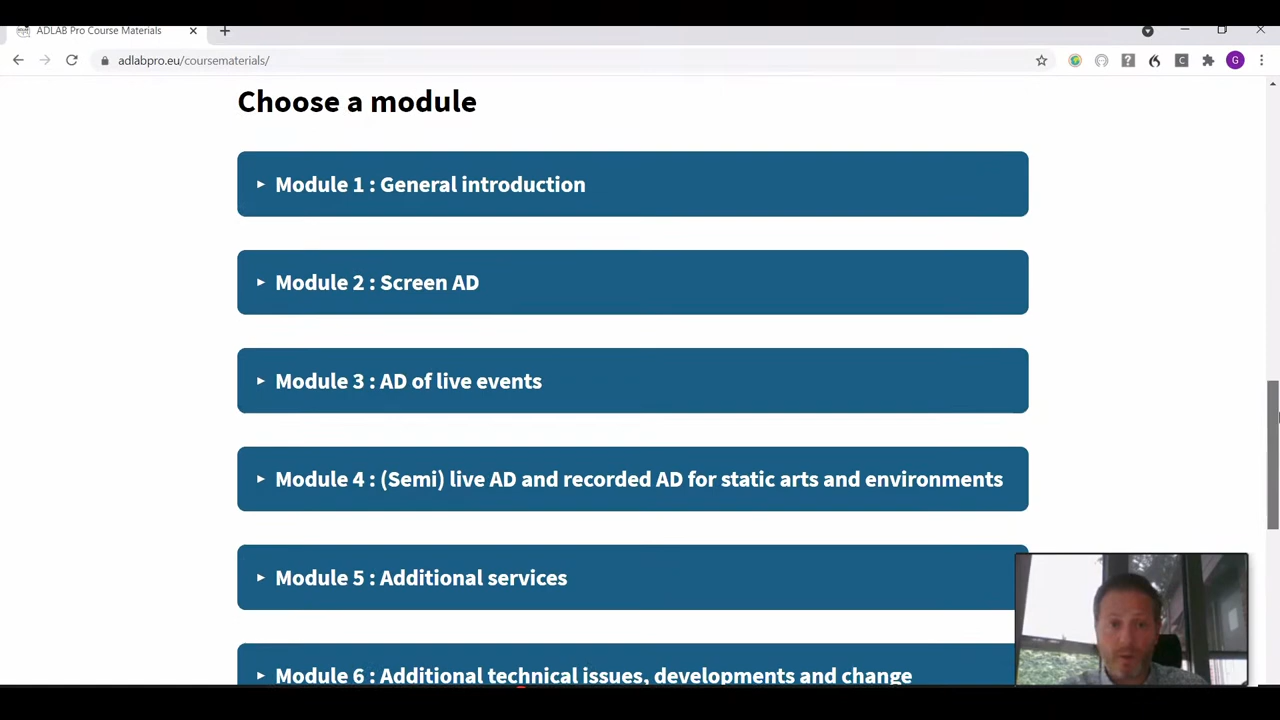 ADLAB Pro Course Materials
adlabpro.eu/coursematerials/
G
Choose a module
Module 1 : General introduction
Module 2 : Screen AD
Module 3 : AD of live events
Module 4 : (Semi) live AD and recorded AD for static arts and environments
Module 5 : Additional services
Module 6 : Additional technical issues, developments and change